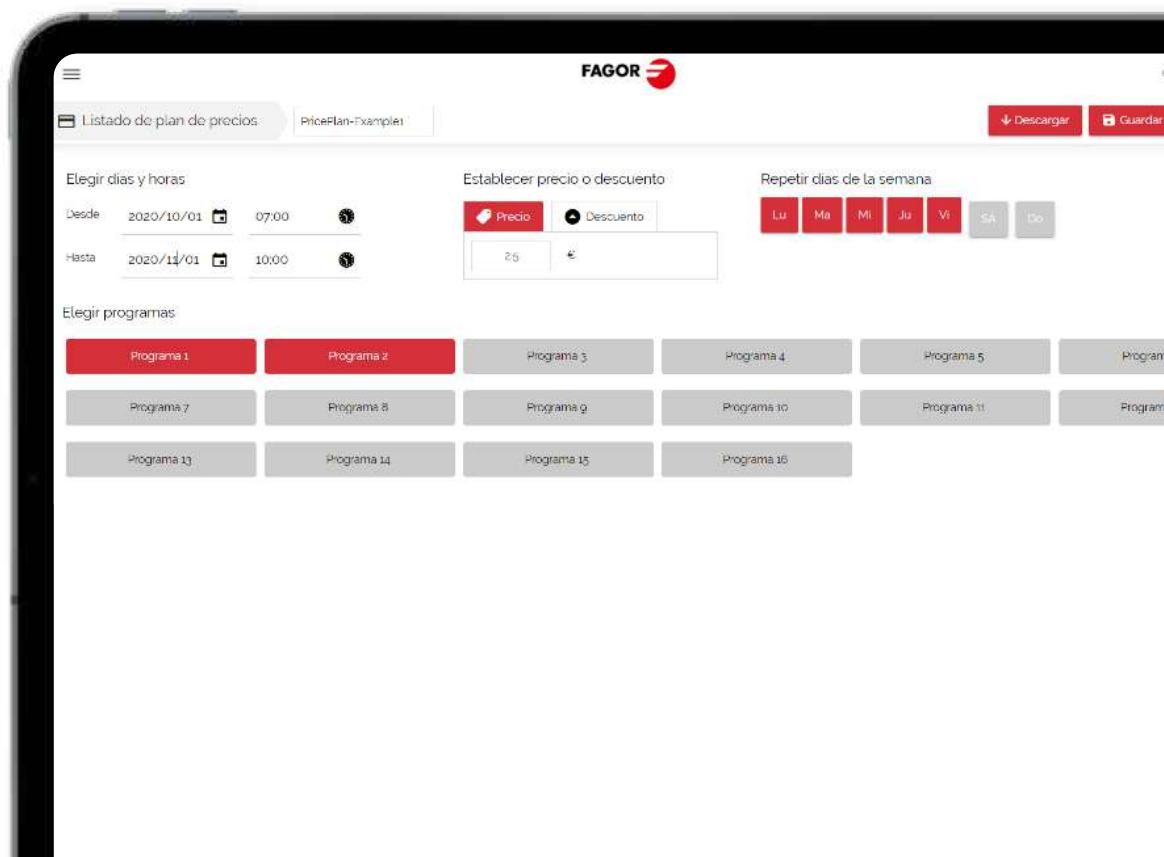 FAGOR
Listado de plan de precios
PricePlan-Example1
Descargar
Guardar
Elegir dias y horas
Establecer precio o descuento
Repetir dias de la semana
Desde
2020/10/01
07:00
Precio
Descuento
Lu
Ma
Mi
Ju
Vi
SA
Do
Hasta
2020/11/01
10:00
25
€
Elegir programas
Programa 1
Programa 2
Programa 3
Programa 4
Programa 5
Program
Programa 7
Programa 8
Programa 9
Programa 10
Programa 11
Program
Programa 13
Programa 14
Programa 15
Programa 16